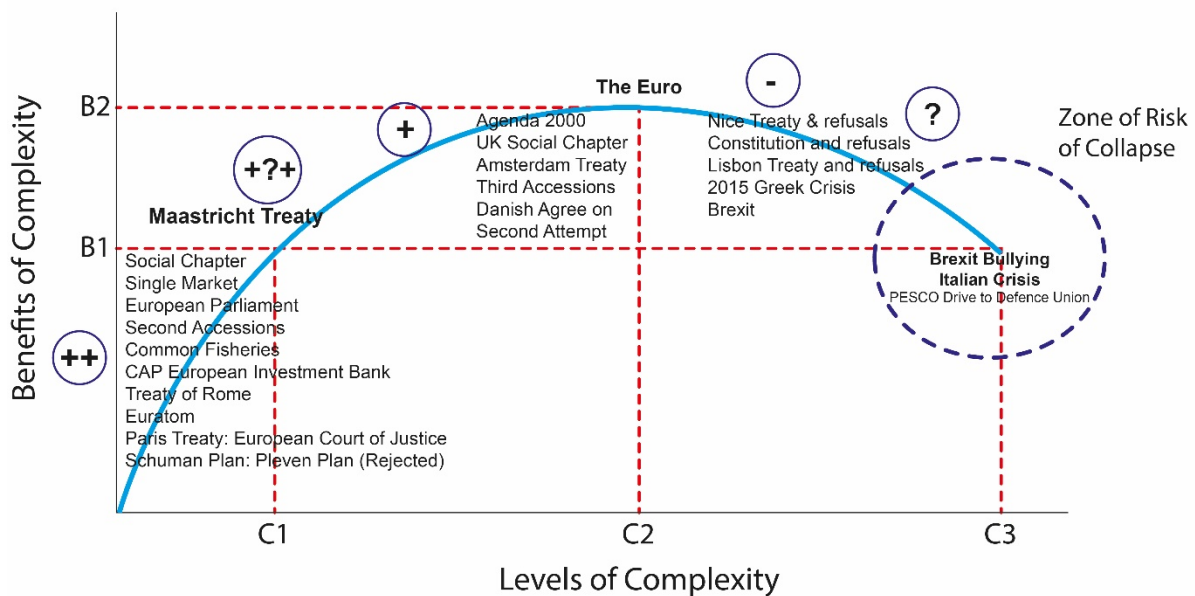 Benefits of Complexity
B2
B1
++
+?+
+
-
?
Maastricht Treaty
Social Chapter
Single Market
European Parliament
Second Accessions
Common Fisheries
CAP European Investment Bank
Treaty of Rome
Euratom
Paris Treaty: European Court of Justice
Schuman Plan: Pleven Plan (Rejected)
The Euro
Agenda 2000
UK Social Chapter
Amsterdam Treaty
Third Accessions
Danish Agree on
Second Attempt
Nice Treaty & refusals
Constitution and refusals
Lisbon Treaty and refusals
2015 Greek Crisis
Brexit
Zone of Risk
of Collapse
Brexit Bullying
Italian Crisis
PESCO Drive to Defence Union
C1
C2
C3
Levels of Complexity